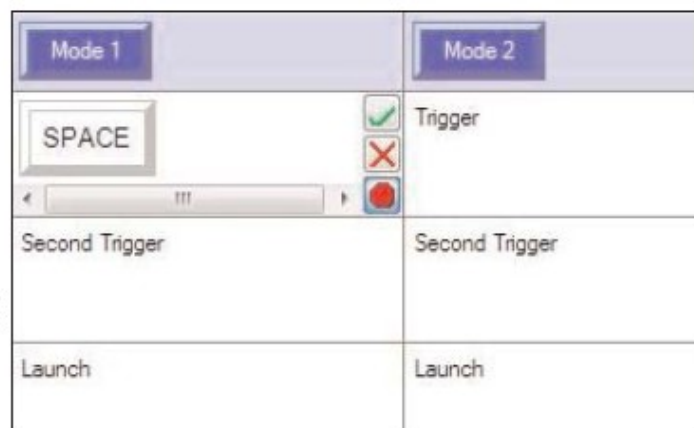 Mode 1 Mode 2
SPACE Trigger
Second Trigger Second Trigger
Launch Launch